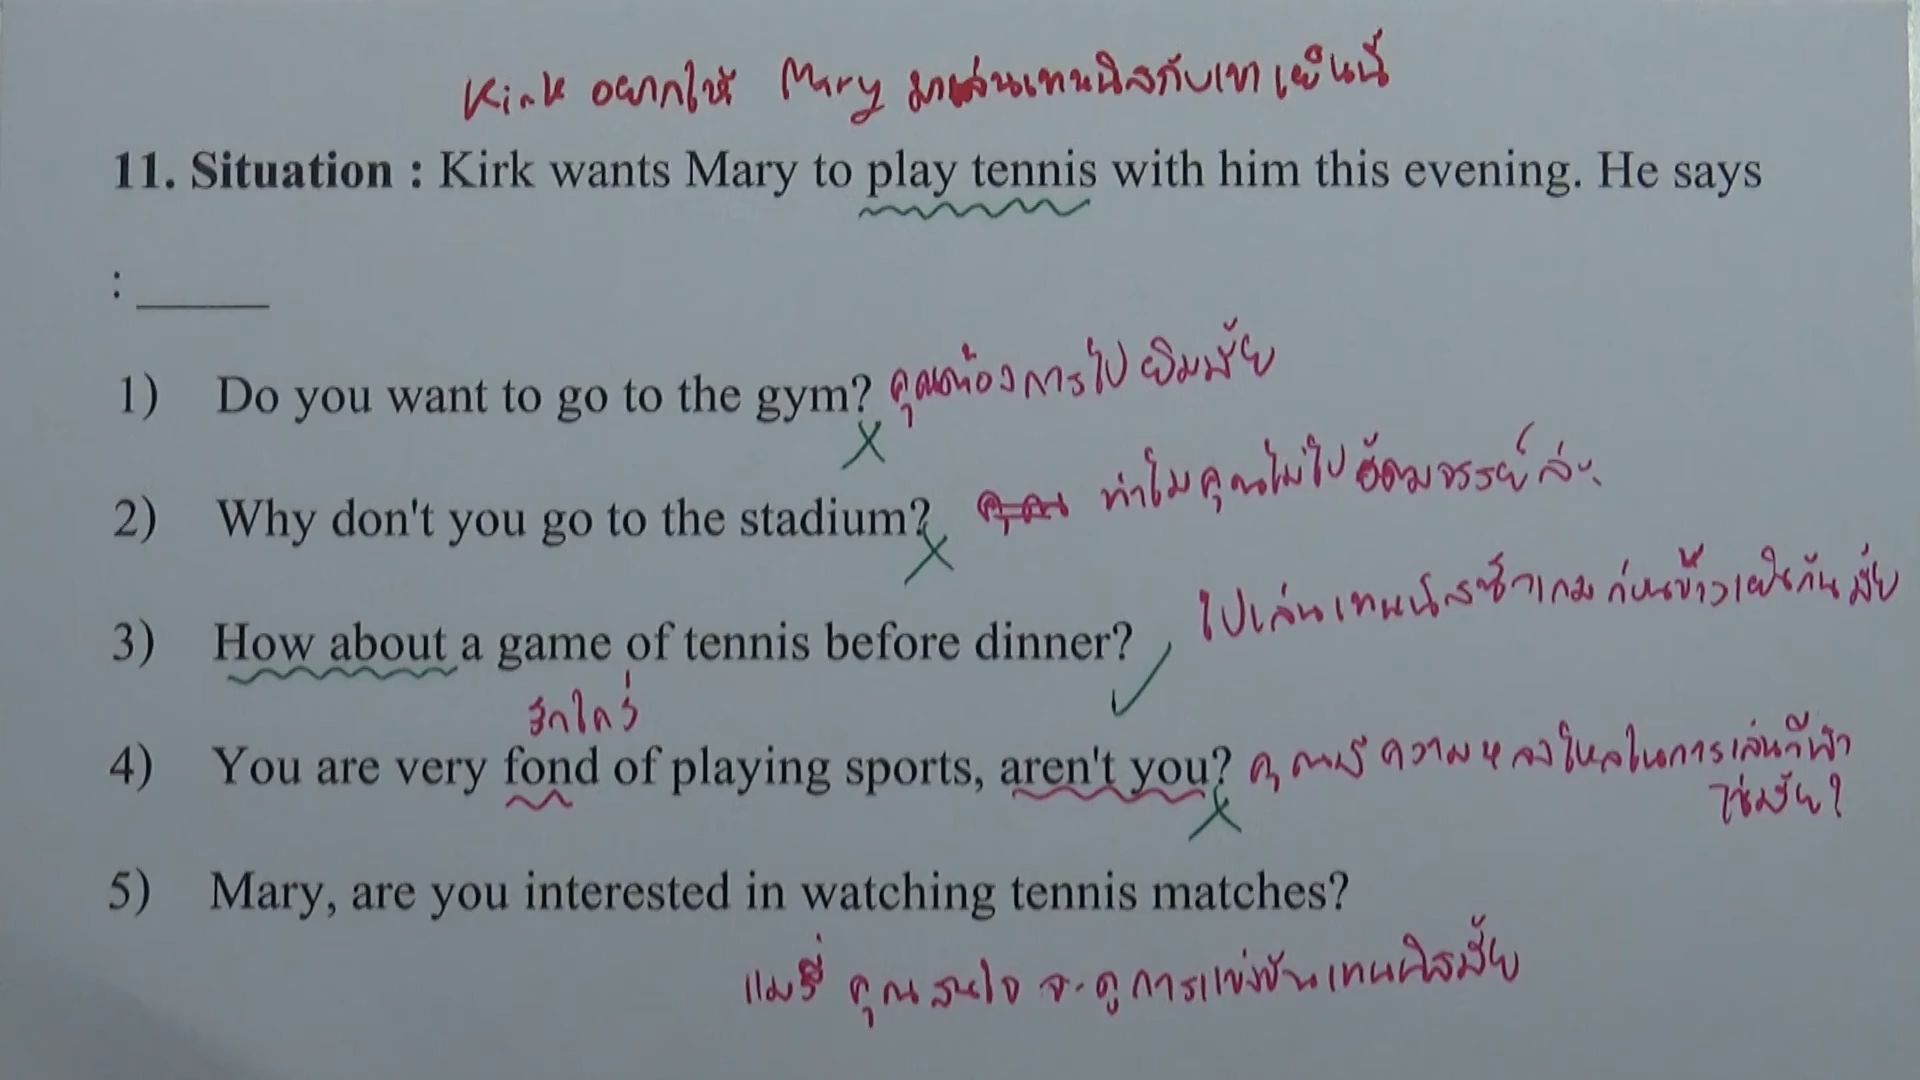 Kirk อยากให้ Mary มาเล่นเทนนิสกับเขาเย็นนี้
11. Situation : Kirk wants Mary to play tennis with him this evening. He says
: _____
1) Do you want to go to the gym? คุณต้องการไปยิมมั้ย
2) Why don't you go to the stadium? ทำไมคุณไม่ไปอัฒจรรย์ล่ะ
3) How about a game of tennis before dinner? ไปเล่นเทนนิสซักเกมก่อนข้าวเย็นกันมั้ย
รักใคร่
4) You are very fond of playing sports, aren't you? คุณมีความหลงใหลในการเล่นกีฬา
ใช่มั้ย?
5) Mary, are you interested in watching tennis matches?
แมรี่ คุณสนใจจะดูการแข่งขันเทนนิสมั้ย